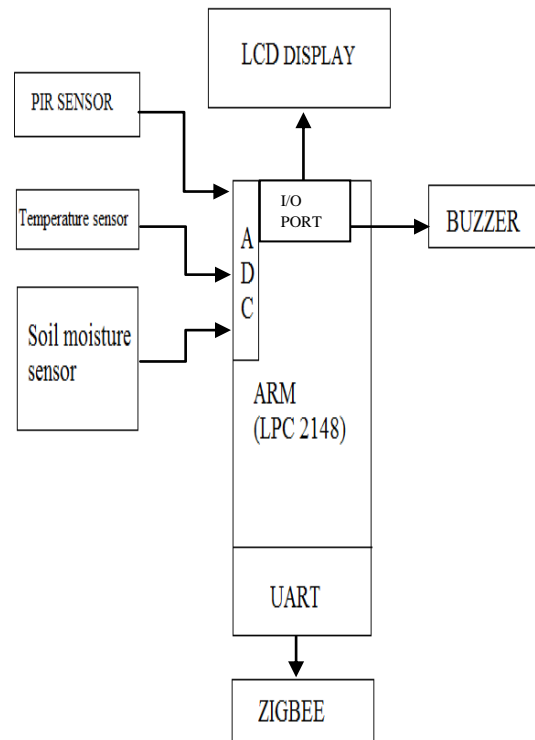 LCD DISPLAY
PIR SENSOR
I/O
PORT
Temperature sensor
BUZZER
A
D
C
Soil moisture
sensor
ARM
(LPC 2148)
UART
ZIGBEE